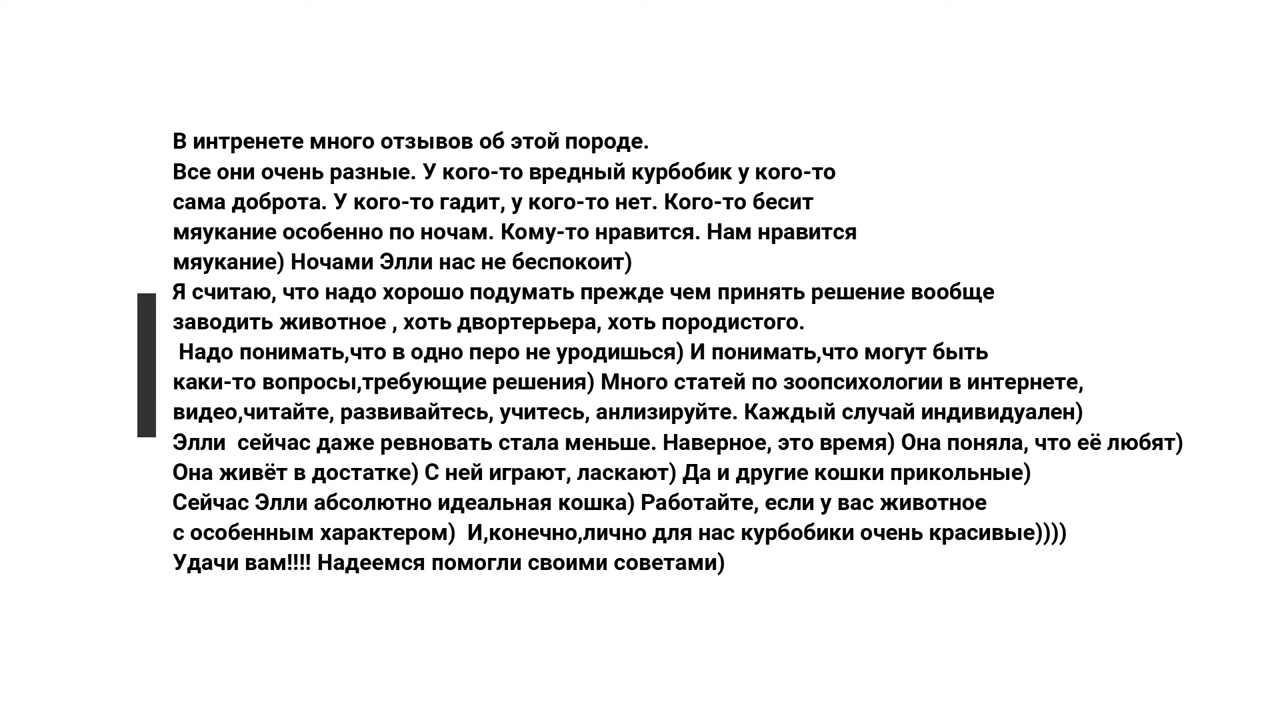 В интренете много отзывов об этой породе.
Все они очень разные. У кого-то вредный курбобик у кого-то
сама доброта. У кого-то гадит, у кого-то нет. Кого-то бесит
мяукание особенно по ночам. Кому-то нравится. Нам нравится
мяукание) Ночами Элли нас не беспокоит)
Я считаю, что надо хорошо подумать прежде чем принять решение вообще
заводить животное , хоть двортерьера, хоть породистого.
Надо понимать,что в одно перо не уродишься) И понимать,что могут быть
каки-то вопросы,требующие решения) Много статей по зоопсихологии в интернете,
видео,читайте, развивайтесь, учитесь, анлизируйте. Каждый случай индивидуален)
Элли  сейчас даже ревновать стала меньше. Наверное, это время) Она поняла, что её любят)
Она живёт в достатке) С ней играют, ласкают) Да и другие кошки прикольные)
Сейчас Элли абсолютно идеальная кошка) Работайте, если у вас животное
с особенным характером)  И,конечно,лично для нас курбобики очень красивые))))
Удачи вам!!!! Надеемся помогли своими советами)